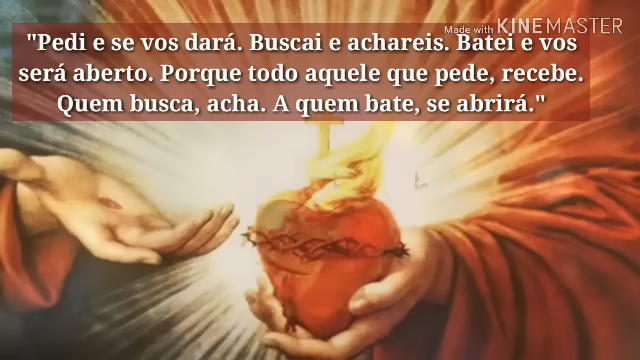 Made with KINEMASTER
"Pedi e se vos dará. Buscai e achareis. Batei e vos
será aberto. Porque todo aquele que pede, recebe.
Quem busca, acha. A quem bate, se abrirá."